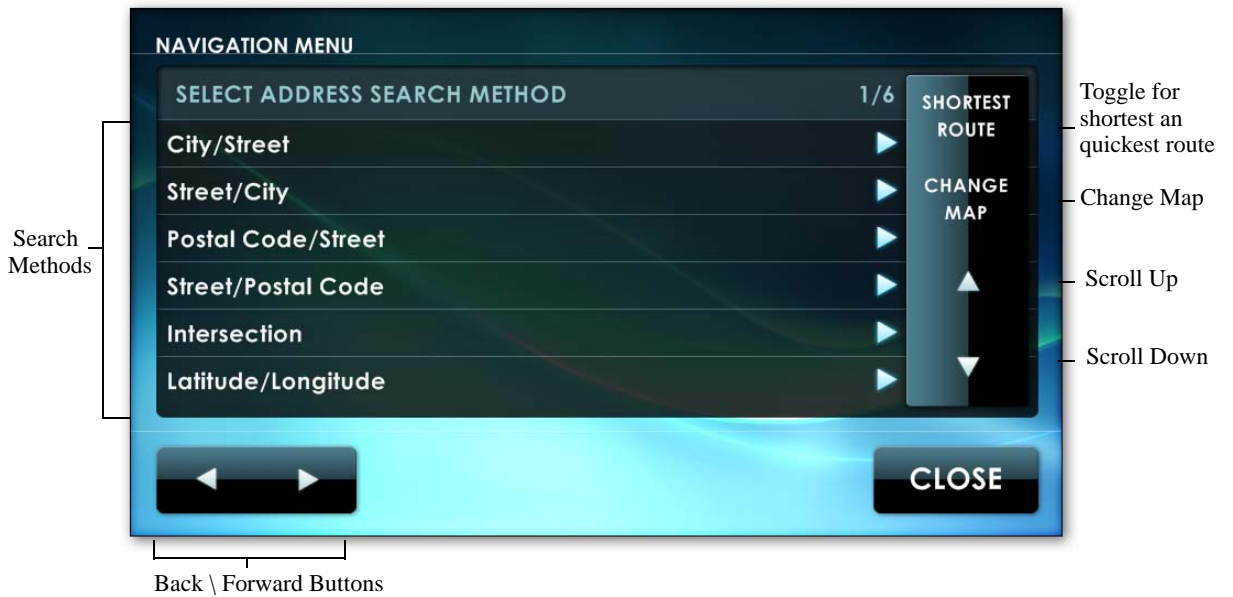 NAVIGATION MENU
SELECT ADDRESS SEARCH METHOD 1/6
City/Street
Street/City
Postal Code/Street
Street/Postal Code
Intersection
Latitude/Longitude
SHORTEST
ROUTE
CHANGE
MAP
CLOSE
Search
Methods
Toggle for
shortest an
quickest route
Change Map
Scroll Up
Scroll Down
Back \ Forward Buttons